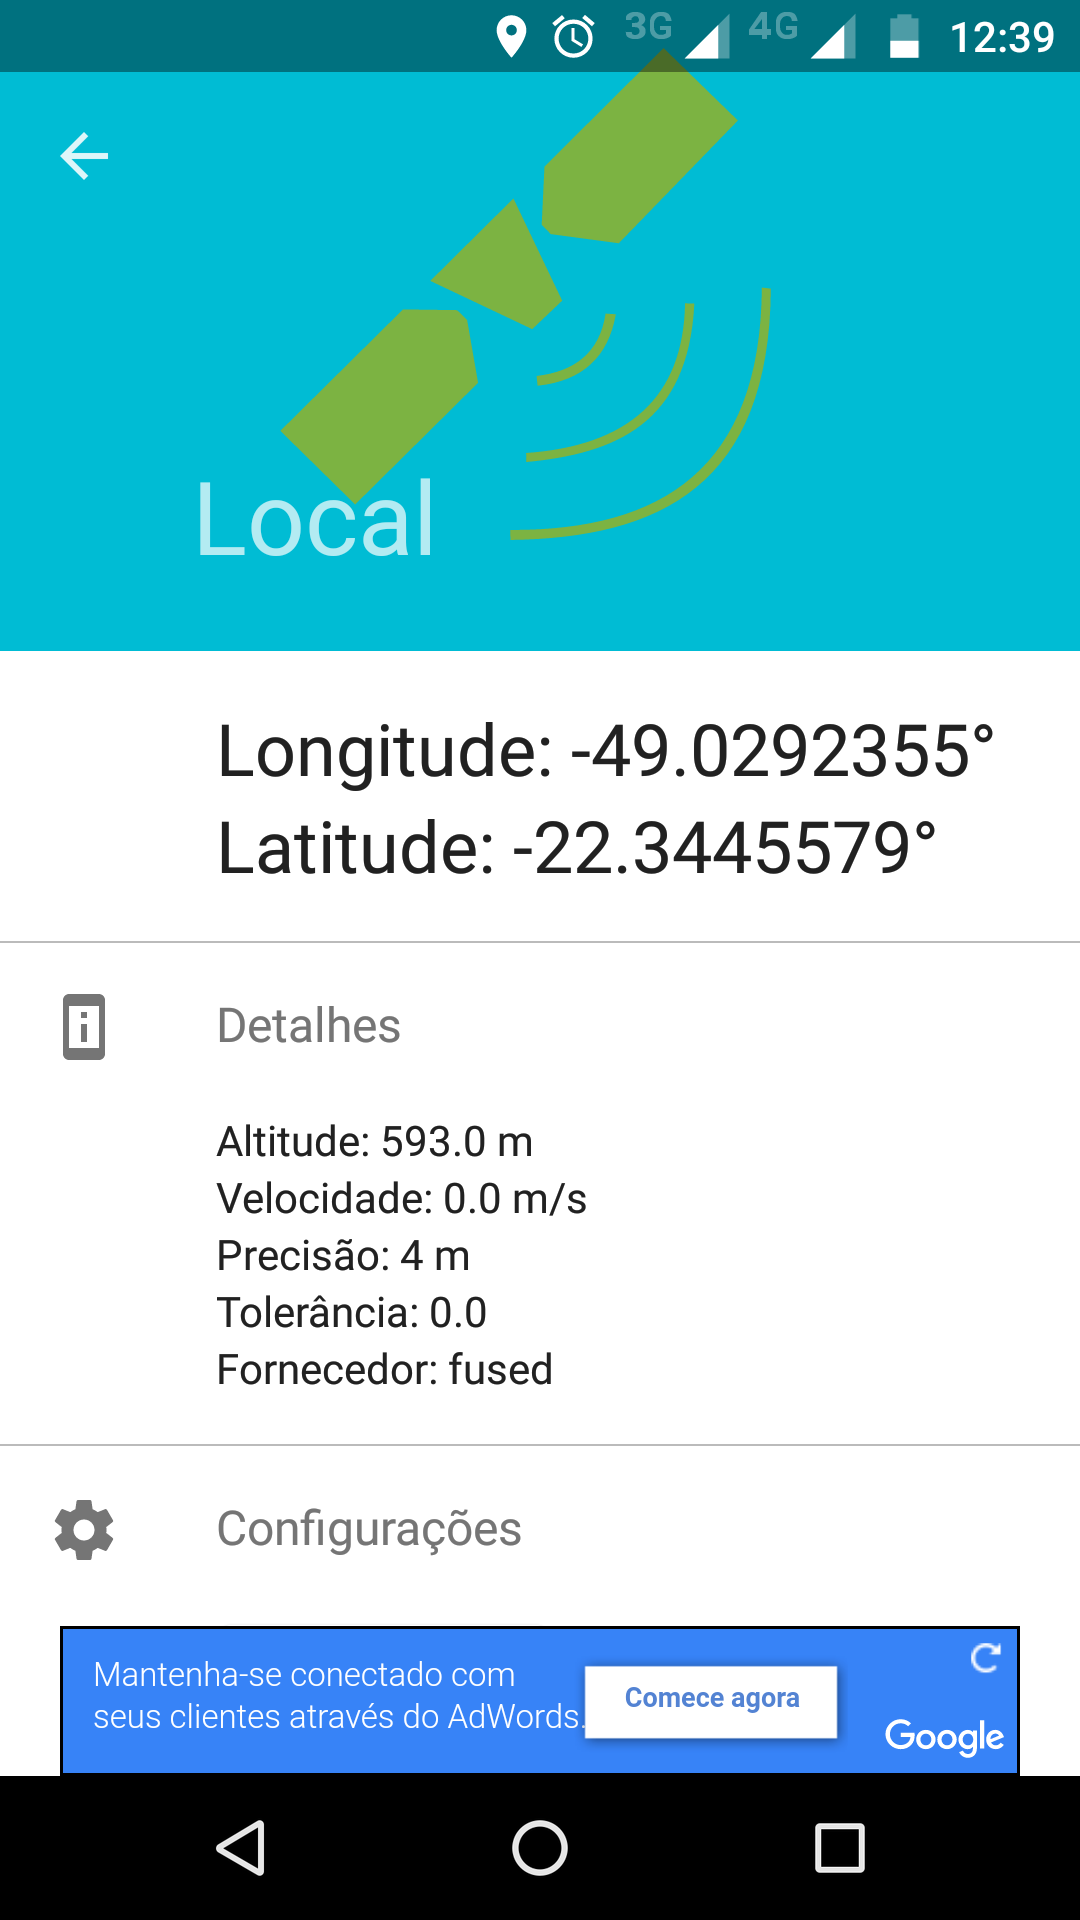 3G 4G 12:39
Local
Longitude: -49.0292355°
Latitude: -22.3445579°
Detalhes
Altitude: 593.0 m
Velocidade: 0.0 m/s
Precisão: 4 m
Tolerância: 0.0
Fornecedor: fused
Configurações
Mantenha-se conectado com
seus clientes através do AdWords.
Comece agora
Google